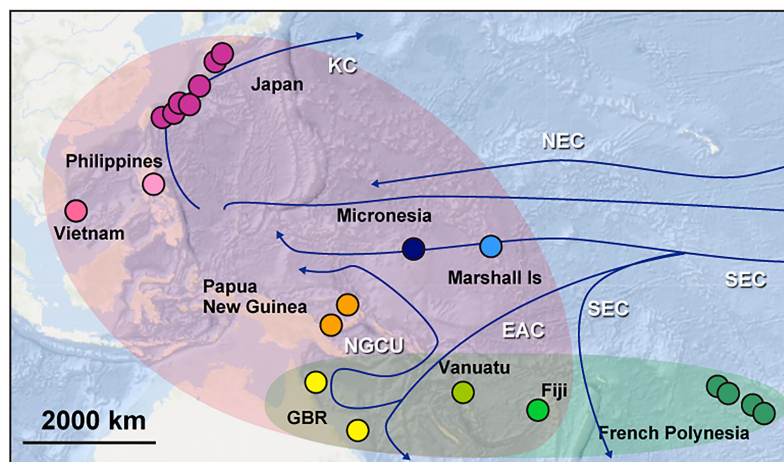 KC
Japan
NEC
Philippines
Vietnam
Micronesia
Marshall Is
SEC
Papua
New Guinea
SEC
EAC
NGCU
Vanuatu
Fiji
GBR
French Polynesia
2000 km